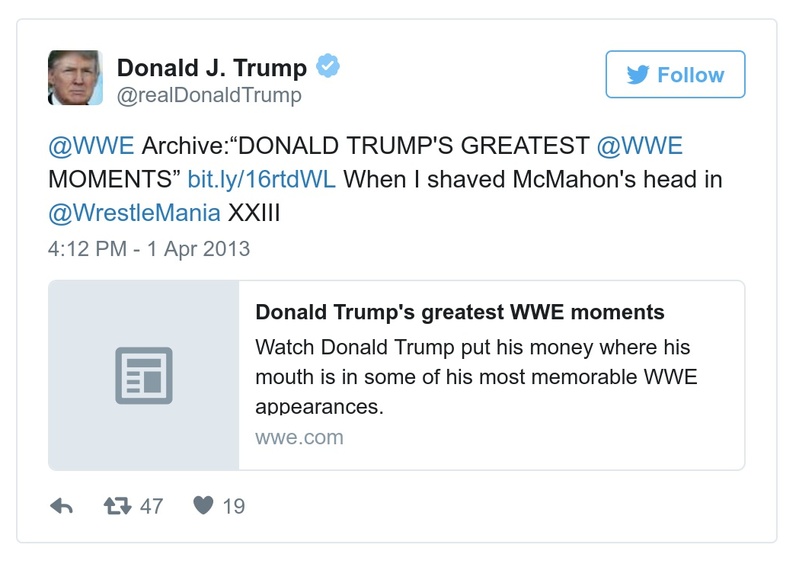 Donald J. Trump
@realDonaldTrump
Follow
@WWE Archive:“DONALD TRUMP'S GREATEST @WWE
MOMENTS” bit.ly/16rtdWL When I shaved McMahon's head in
@WrestleMania XXIII
4:12 PM - 1 Apr 2013
Donald Trump's greatest WWE moments
Watch Donald Trump put his money where his
mouth is in some of his most memorable WWE
appearances.
wwe.com
47
19